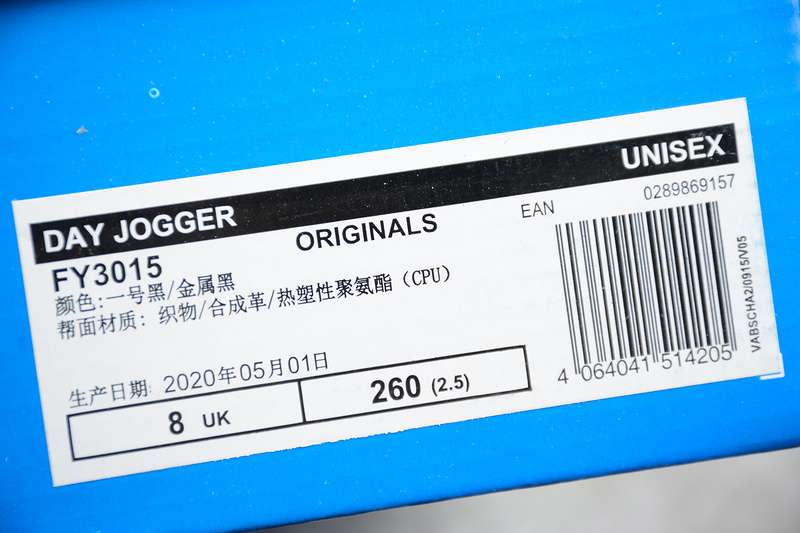 DAY JOGGER UNISEX
FY3015 ORIGINALS EAN 0289869157
颜色:一号黑/金属黑
帮面材质: 织物/合成革/热塑性聚氨酯 (CPU)
生产日期: 2020年05月01日
8 UK 260 (2.5)
4 064041 514205
VABSCHA2/0915/V05